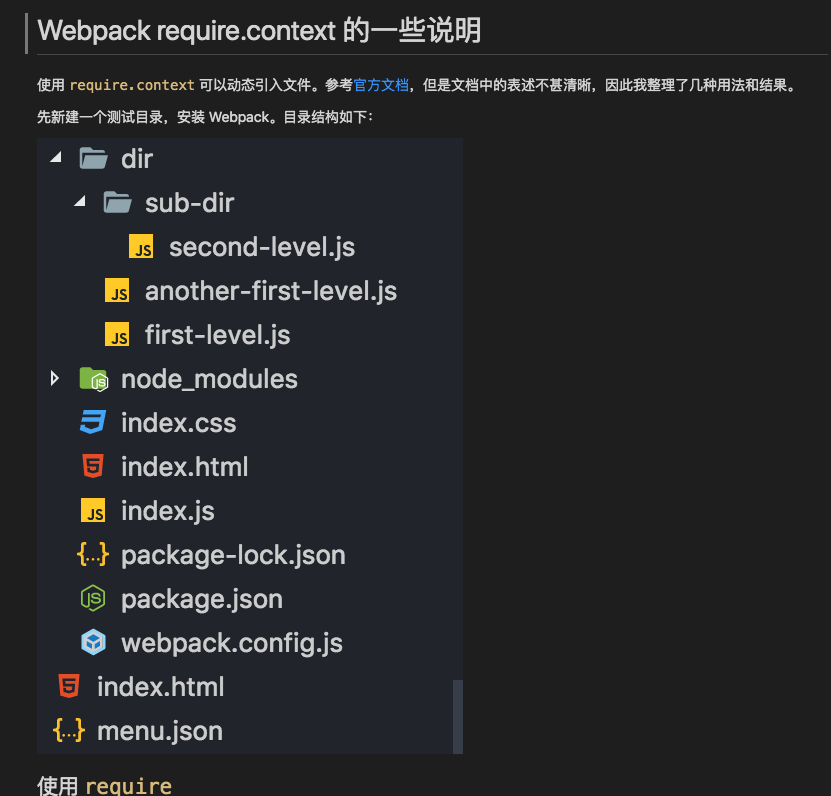 Webpack require.context 的一些说明
使用 require.context 可以动态引入文件。参考官方文档，但是文档中的表述不甚清晰，因此我整理了几种用法和结果。
先新建一个测试目录，安装 Webpack。目录结构如下：
dir
sub-dir
JS second-level.js
JS another-first-level.js
JS first-level.js
node_modules
index.css
index.html
JS index.js
{...} package-lock.json
package.json
webpack.config.js
index.html
{..} menu.json
使用 require